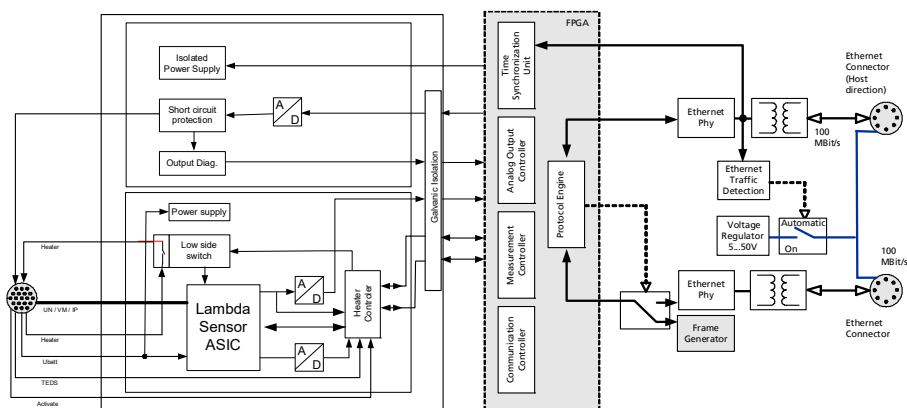 FPGA
Isolated
Power Supply
Short circuit
protection
A
D
Output Diag.
Galvanic Isolation
Time
Synchronization
Unit
Analog Output
Controller
Measurement
Controller
Communication
Controller
Protocol Engine
Ethernet
Phy
100
MBit/s
Ethernet
Connector
(Host
direction)
Ethernet
Traffic
Detection
Voltage
Regulator
5...50V
Automatic
On
100
MBit/s
Ethernet
Phy
Frame
Generator
Ethernet
Connector
Power supply
Low side
switch
Lambda
Sensor
ASIC
A
D
A
D
Heater
Controler
Heater
UN / VM / IP
Heater
Ubatt
TEDS
Activate